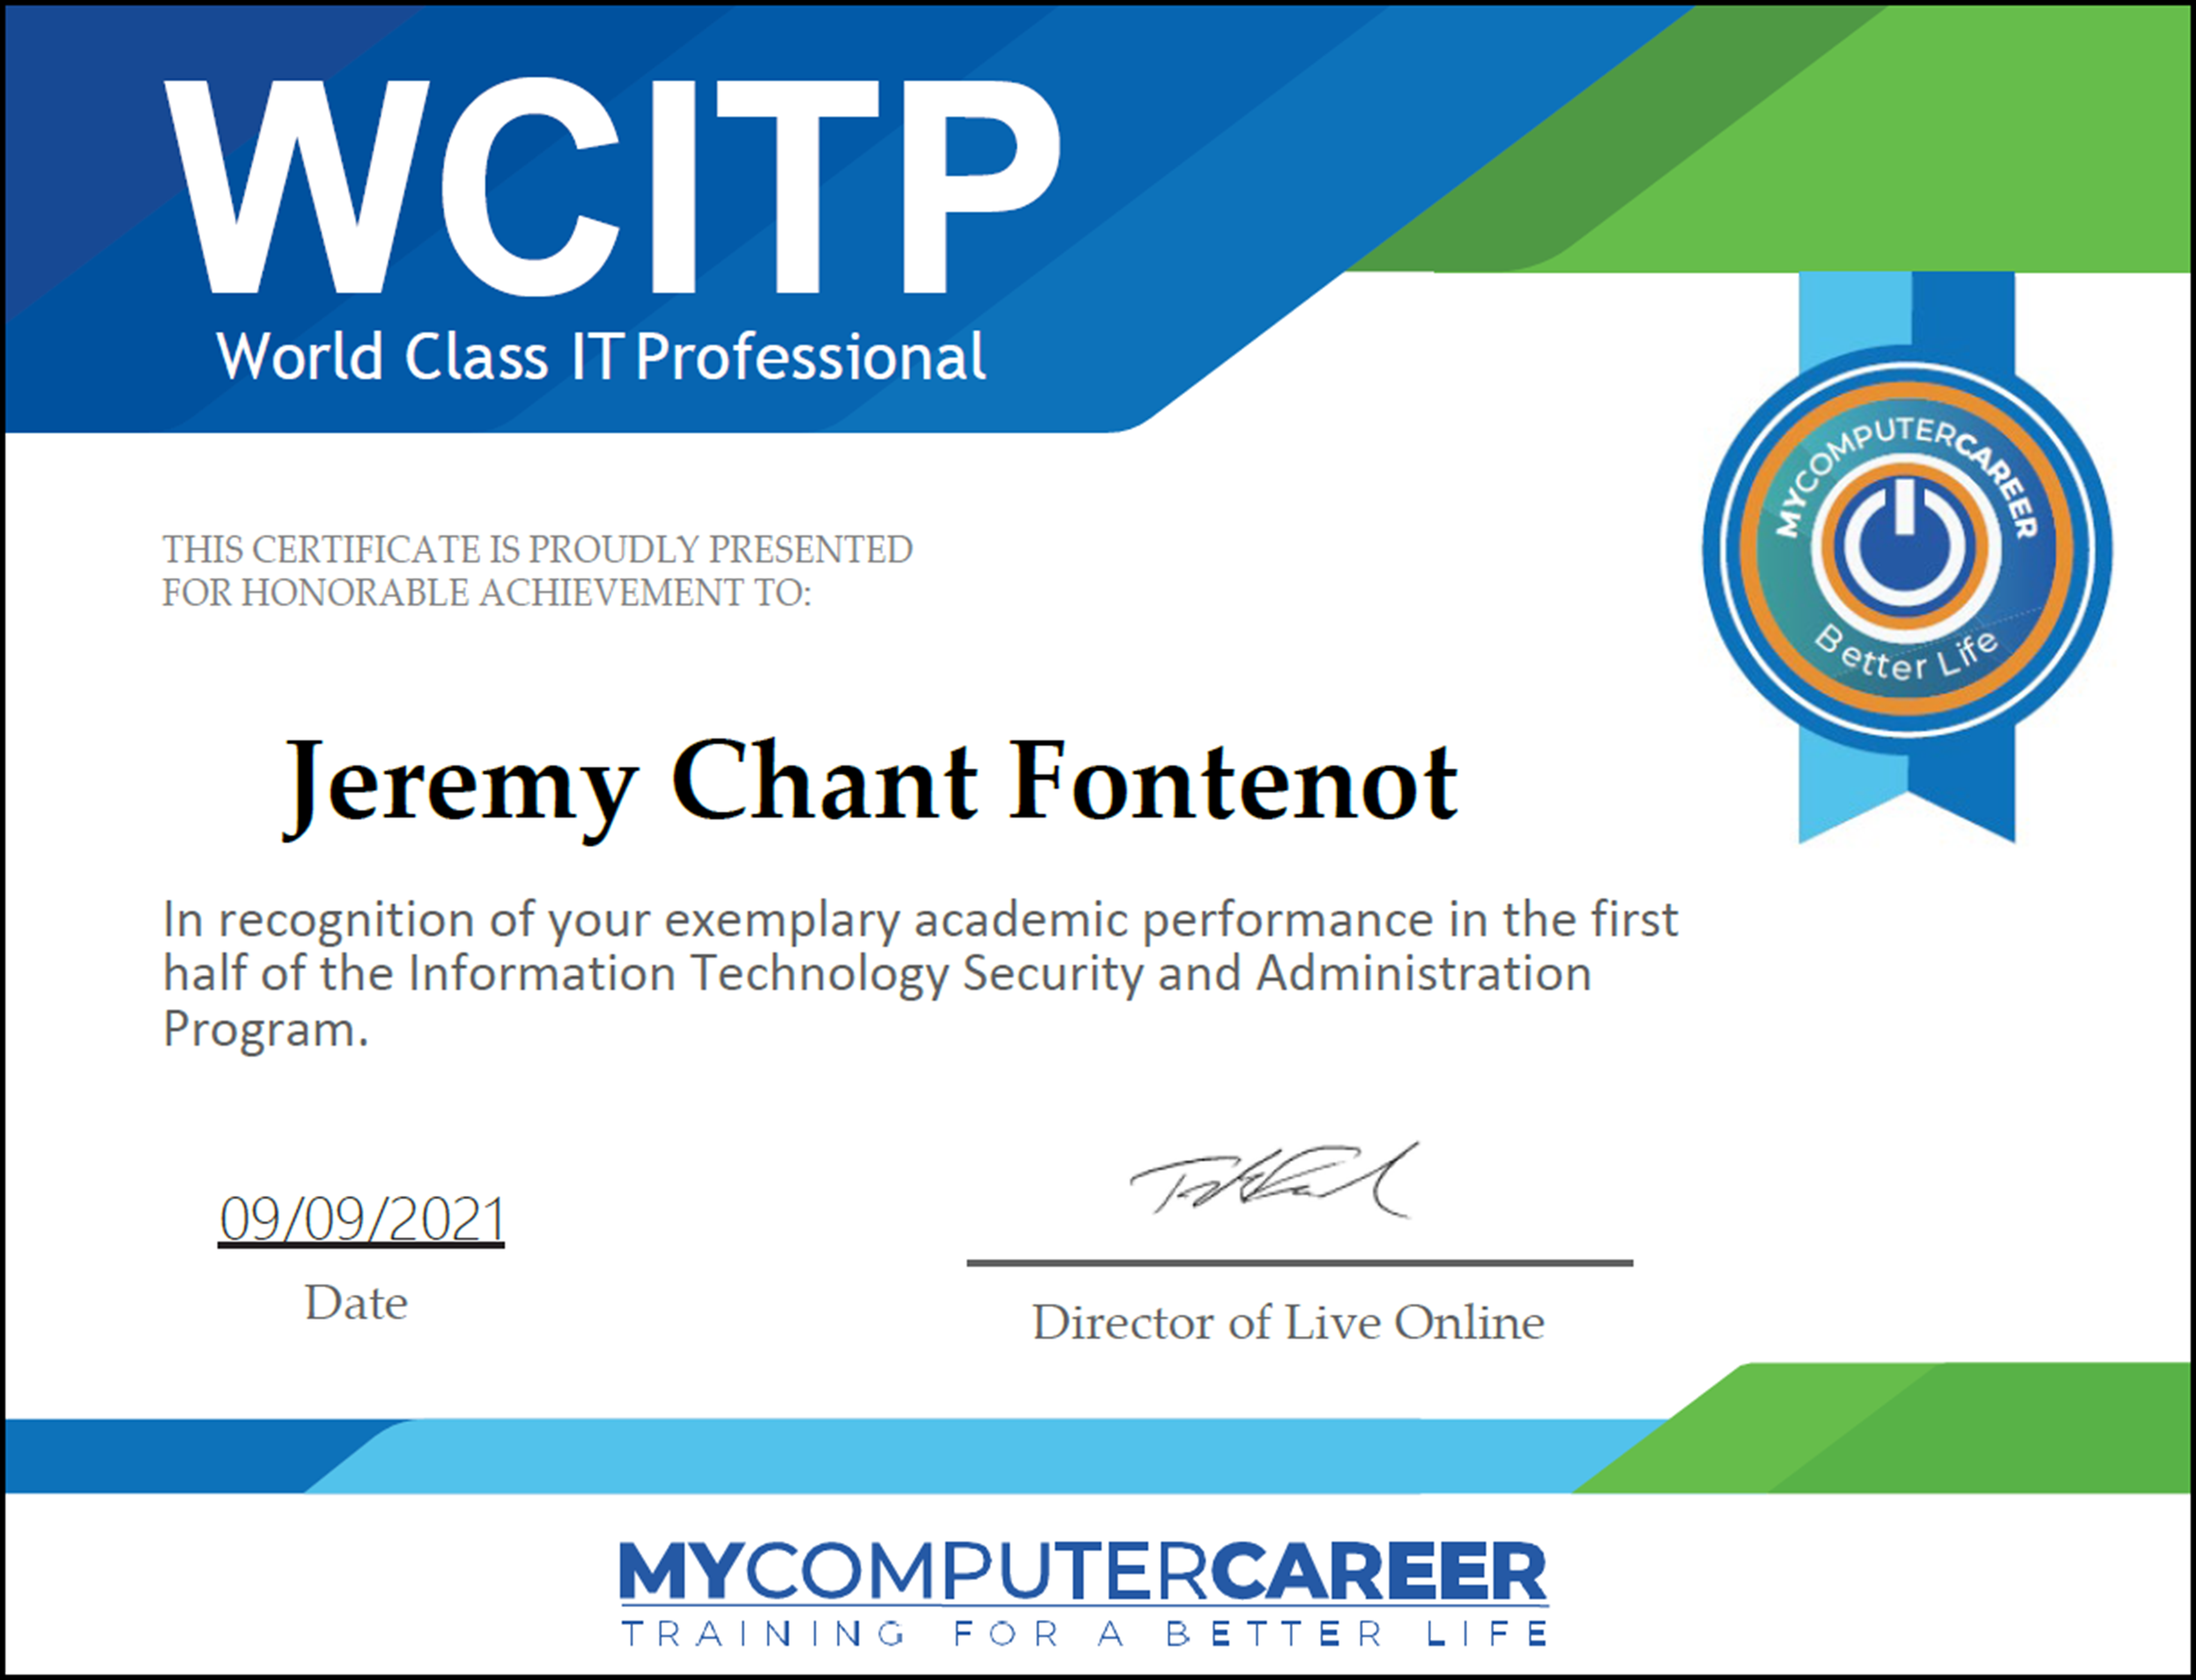 WCITP
World Class IT Professional
THIS CERTIFICATE IS PROUDLY PRESENTED
FOR HONORABLE ACHIEVEMENT TO:
MYCOMPUTERCAREER
Better Life
Jeremy Chant Fontenot
In recognition of your exemplary academic performance in the first
half of the Information Technology Security and Administration
Program.
09/09/2021
Date
Director of Live Online
MYCOMPUTERCAREER
TRAINING FOR A BETTER LIFE